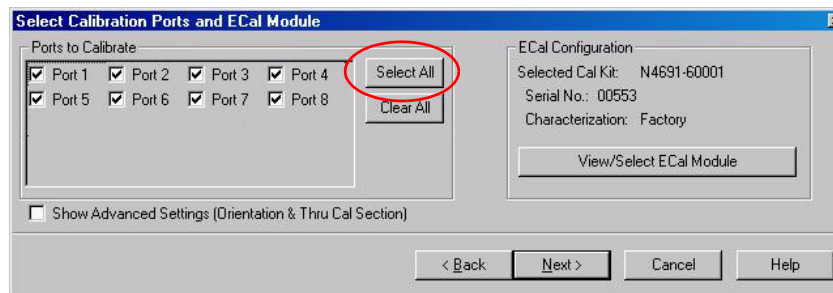 Select Calibration Ports and ECal Module
Ports to Calibrate
Port 1 Port 2 Port 3 Port 4
Port 5 Port 6 Port 7 Port 8
Select All
Clear All
ECal Configuration
Selected Cal Kit: N4691-60001
Serial No.: 00553
Characterization: Factory
View/Select ECal Module
Show Advanced Settings (Orientation & Thru Cal Section)
< Back Next > Cancel Help